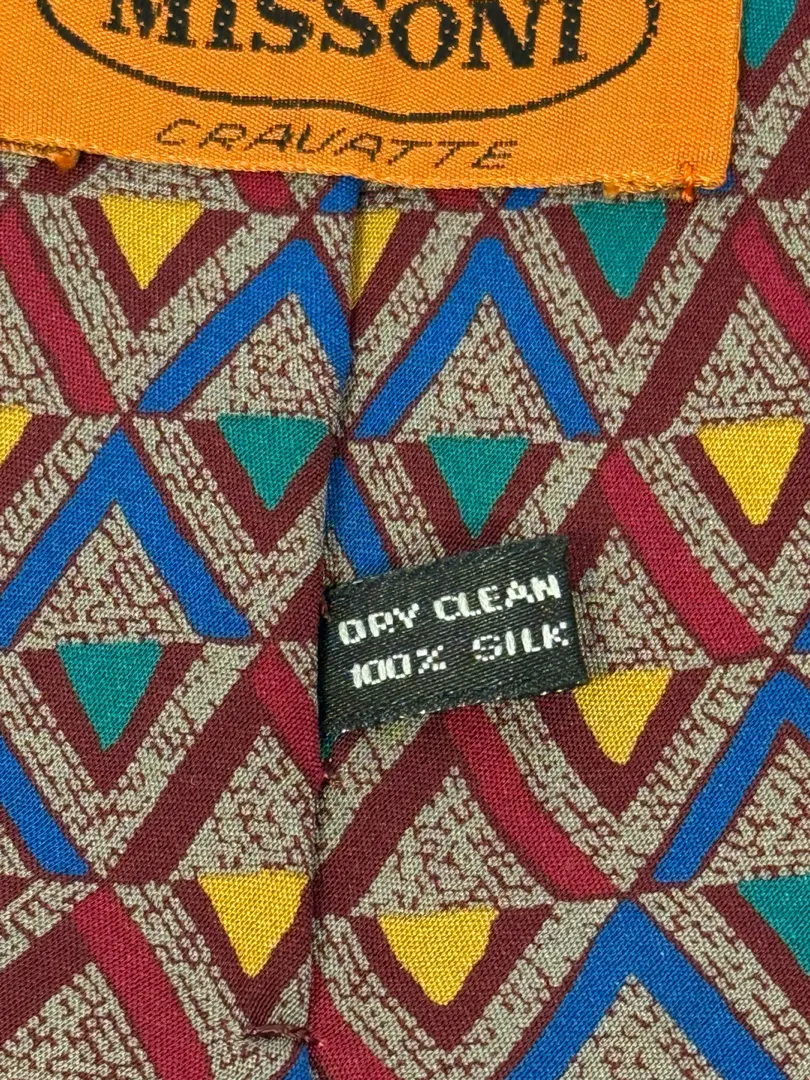 MISSONI
CRAVATTE
DRY CLEAN
100% SILK